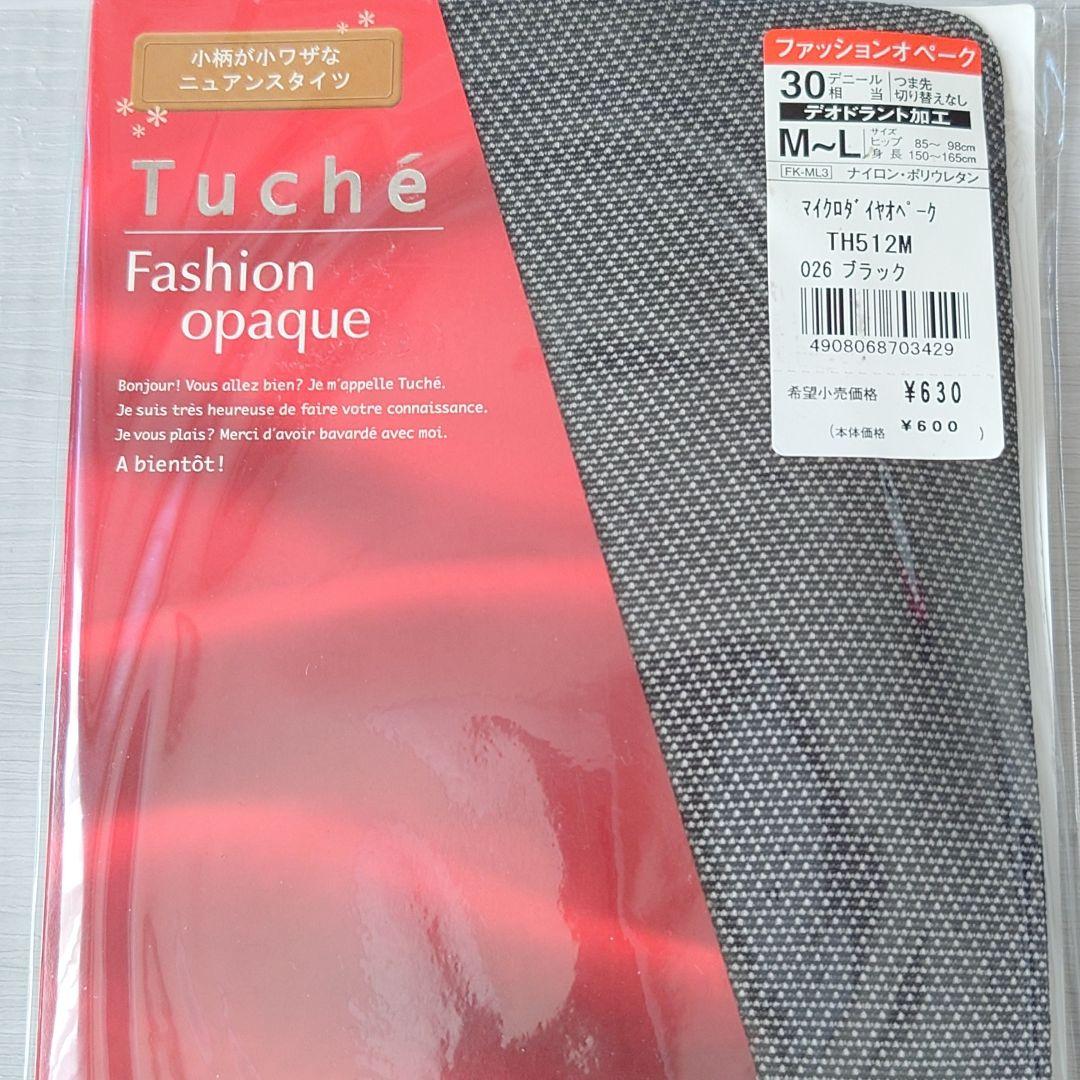 小柄が小ワザな
ニュアンスタイツ
Tuché
Fashion
opaque
Bonjour! Vous allez bien? Je m'appelle Tuché.
Je suis très heureuse de faire votre connaissance.
Je vous plais? Merci d'avoir bavardé avec moi.
A bientôt!
ファッションオペーク
30デニール相当 つま先切り替えなし
デオドラント加工
M~L サイズ
ヒップ 85~ 98cm
身長 150~165cm
FK-ML3 ナイロン・ポリウレタン
マイクロダイヤオペーク
TH512M
026 ブラック
4908068703429
希望小売価格 ¥630
(本体価格 ¥600 )